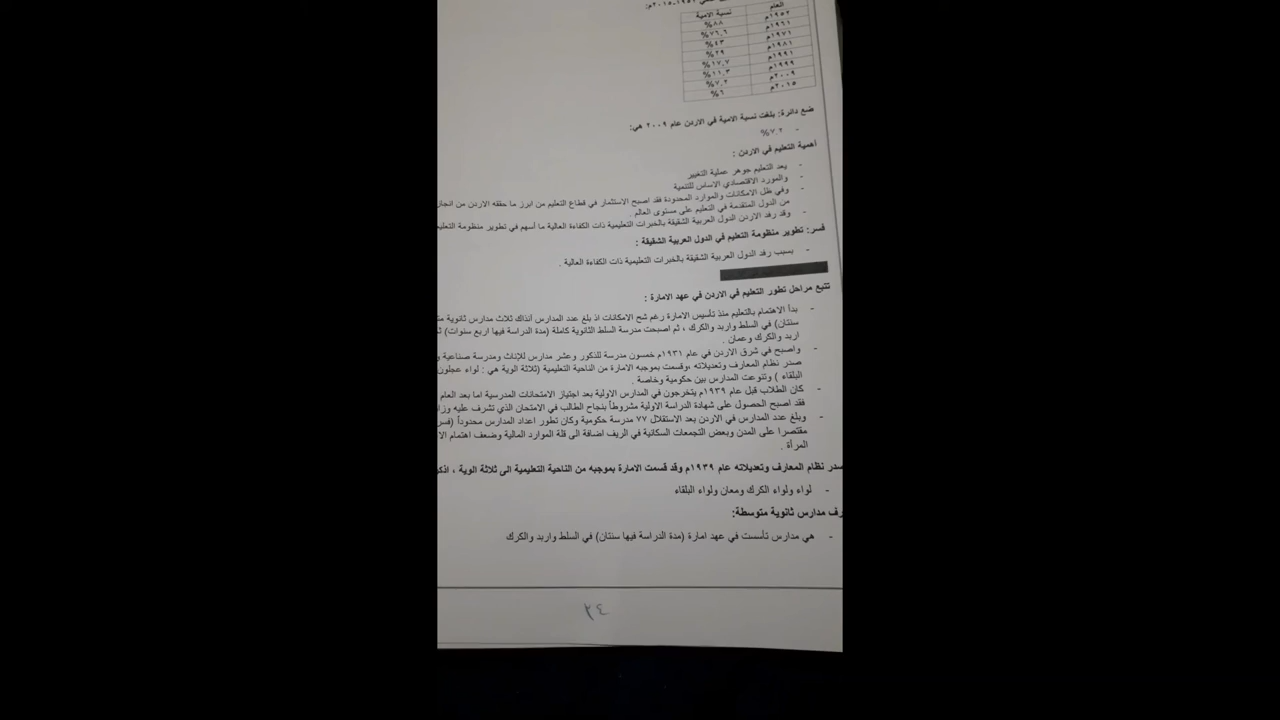 العام نسبة الامية
١٩٥٢م ٨٨%
١٩٦١م ٧٦,٦%
١٩٧١م ٤٣%
١٩٨١م ٢٩%
١٩٩١م ١٧,٧%
١٩٩٩م ١١,٣%
٢٠٠٩م ٧,٢%
٢٠١٥م ٦%
ضع دائرة: بلغت نسبة الامية في الاردن عام ٢٠٠٩ هي:
- ٧,٢%
أهمية التعليم في الاردن :
- يعد التعليم جوهر عملية التغيير
- والمورد الاقتصادي الاساس للتنمية
- وفي ظل الامكانات والموارد المحدودة فقد اصبح الاستثمار في قطاع التعليم من ابرز ما حققه الاردن من
من الدول المتقدمة في التعليم على مستوى العالم .
- وقد رفد الاردن الدول العربية الشقيقة بالخبرات التعليمية ذات الكفاءة العالية ما أسهم في تطوير منظومة
فسر: تطوير منظومة التعليم في الدول العربية الشقيقة :
- بسبب رفد الدول العربية الشقيقة بالخبرات التعليمية ذات الكفاءة العالية .
تتبع مراحل تطور التعليم في الاردن في عهد الامارة :
- بدأ الاهتمام بالتعليم منذ تأسيس الامارة رغم شح الامكانات اذ بلغ عدد المدارس آنذاك ثلاث مدارس ثانوية
سنتان) في السلط واربد والكرك ، ثم اصبحت مدرسة السلط الثانوية كاملة (مدة الدراسة فيها اربع سنوات)
اربد والكرك وعمان .
- واصبح في شرق الاردن في عام ١٩٣١م خمسون مدرسة للذكور وعشر مدارس للإناث ومدرسة صناعية
صدر نظام المعارف وتعديلاته ،وقسمت بموجبه الامارة من الناحية التعليمية (ثلاثة الوية هي : لواء عجلون
البلقاء ) وتنوعت المدارس بين حكومية وخاصة .
- كان الطلاب قبل عام ١٩٣٩م يتخرجون في المدارس الاولية بعد اجتياز الامتحانات المدرسية اما بعد العام
فقد اصبح الحصول على شهادة الدراسة الاولية مشروطاً بنجاح الطالب في الامتحان الذي تشرف عليه
- وبلغ عدد المدارس في الاردن بعد الاستقلال ٧٧ مدرسة حكومية وكان تطور اعداد المدارس محدوداً
مقتصرا على المدن وبعض التجمعات السكانية في الريف اضافة الى قلة الموارد المالية وضعف اهتمام
المرأة .
صدر نظام المعارف وتعديلاته عام ١٩٣٩م وقد قسمت الامارة بموجبه من الناحية التعليمية الى ثلاثة الوية ،
- لواء ولواء الكرك ومعان ولواء البلقاء
رف مدارس ثانوية متوسطة:
- هي مدارس تأسست في عهد امارة (مدة الدراسة فيها سنتان) في السلط واربد والكرك